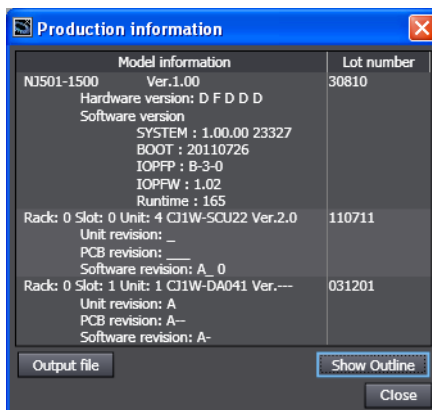 Production information
Model information Lot number
NJ501-1500 Ver.1.00 30810
Hardware version: D F D D D
Software version
SYSTEM : 1.00.00 23327
BOOT : 20110726
IOPFP : B-3-0
IOPFW : 1.02
Runtime : 165
Rack: 0 Slot: 0 Unit: 4 CJ1W-SCU22 Ver.2.0 110711
Unit revision: _
PCB revision: ___
Software revision: A_ 0
Rack: 0 Slot: 1 Unit: 1 CJ1W-DA041 Ver.--- 031201
Unit revision: A
PCB revision: A--
Software revision: A-
Output file Show Outline
Close